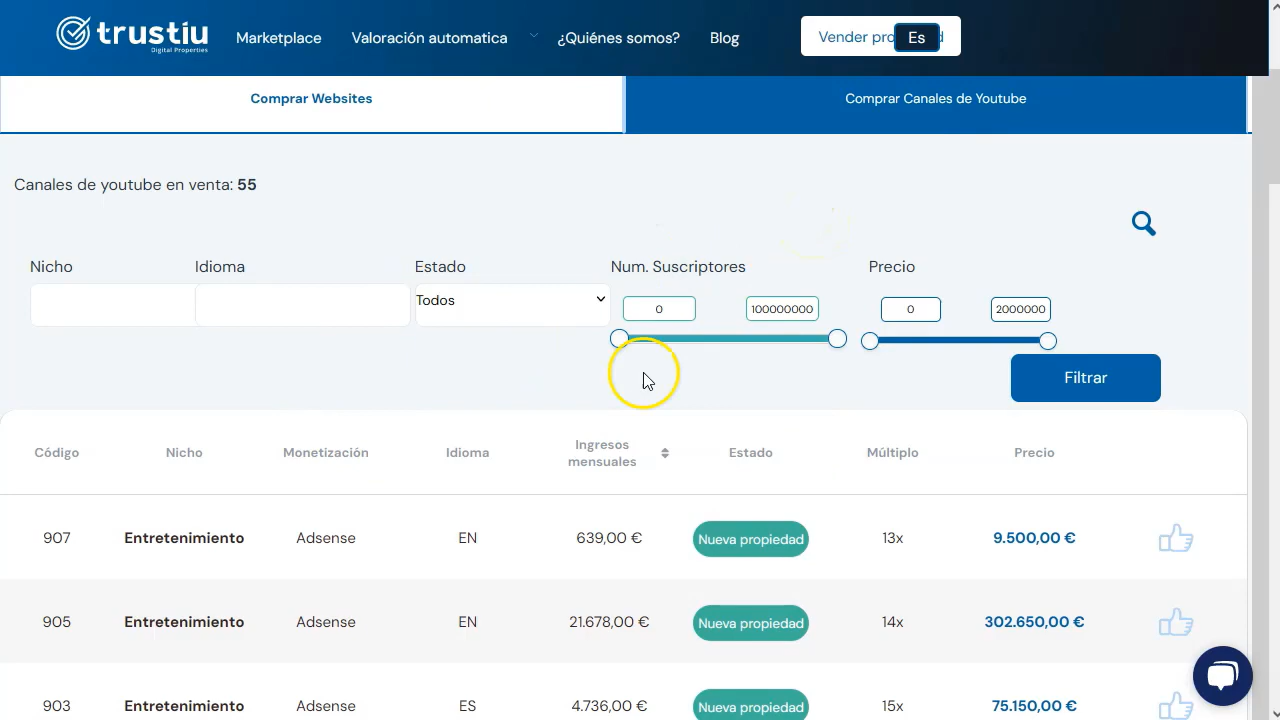 trustíu
Digital Properties
Marketplace
Valoración automatica
¿Quiénes somos?
Blog
Vender pro d
Es
Comprar Websites
Comprar Canales de Youtube
Canales de youtube en venta: 55
Nicho
Idioma
Estado
Num. Suscriptores
Precio
Todos
0
100000000
0
2000000
Filtrar
Código Nicho Monetización Idioma Ingresos mensuales Estado Múltiplo Precio
907 Entretenimiento Adsense EN 639,00 € Nueva propiedad 13x 9.500,00 €
905 Entretenimiento Adsense EN 21.678,00 € Nueva propiedad 14x 302.650,00 €
903 Entretenimiento Adsense ES 4.736,00 € Nueva propiedad 15x 75.150,00 €